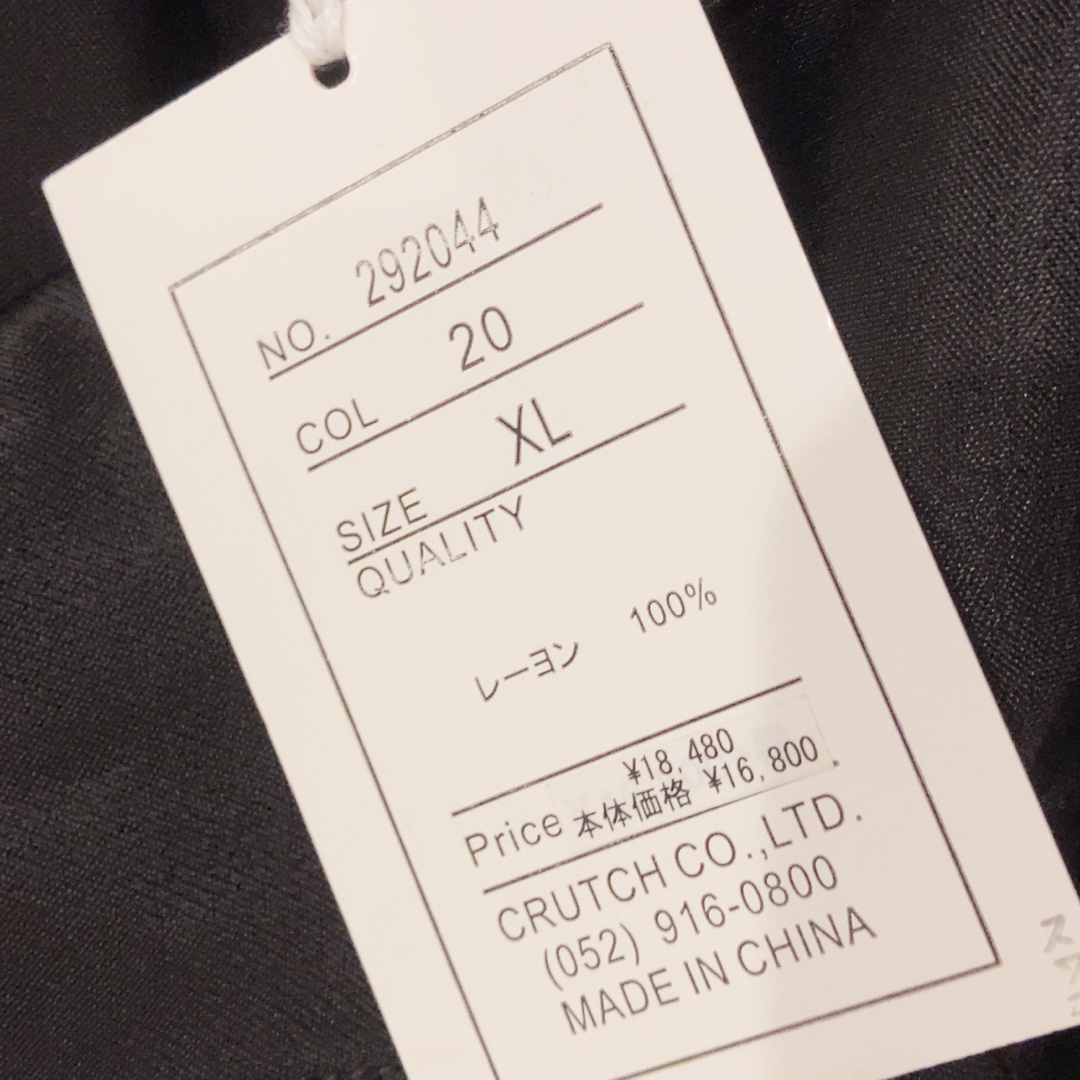 NO. 292044
COL 20
SIZE XL
QUALITY
レーヨン 100%
¥18,480
Price 本体価格 ¥16,800
CRUTCH CO.,LTD.
(052) 916-0800
MADE IN CHINA